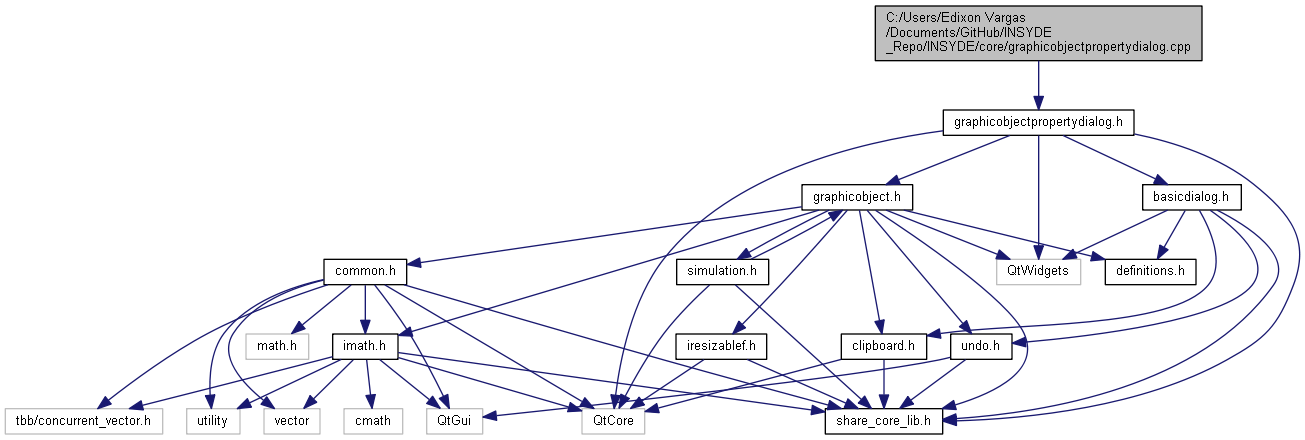 C:/Users/Edixon Vargas
/Documents/GitHub/INSYDE
_Repo/INSYDE/core/graphicobjectpropertydialog.cpp
graphicobjectpropertydialog.h
graphicobject.h
basicdialog.h
common.h
simulation.h
QtWidgets
definitions.h
math.h
imath.h
iresizablef.h
clipboard.h
undo.h
tbb/concurrent_vector.h
utility
vector
cmath
QtGui
QtCore
share_core_lib.h